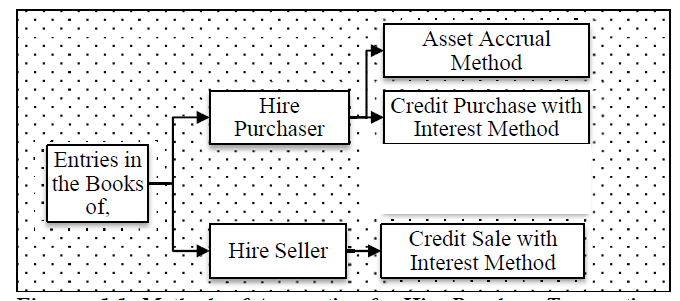 Asset Accrual
Method
Hire
Purchaser
Credit Purchase with
Interest Method
Entries in
the Books
of,
Hire Seller
Credit Sale with
Interest Method